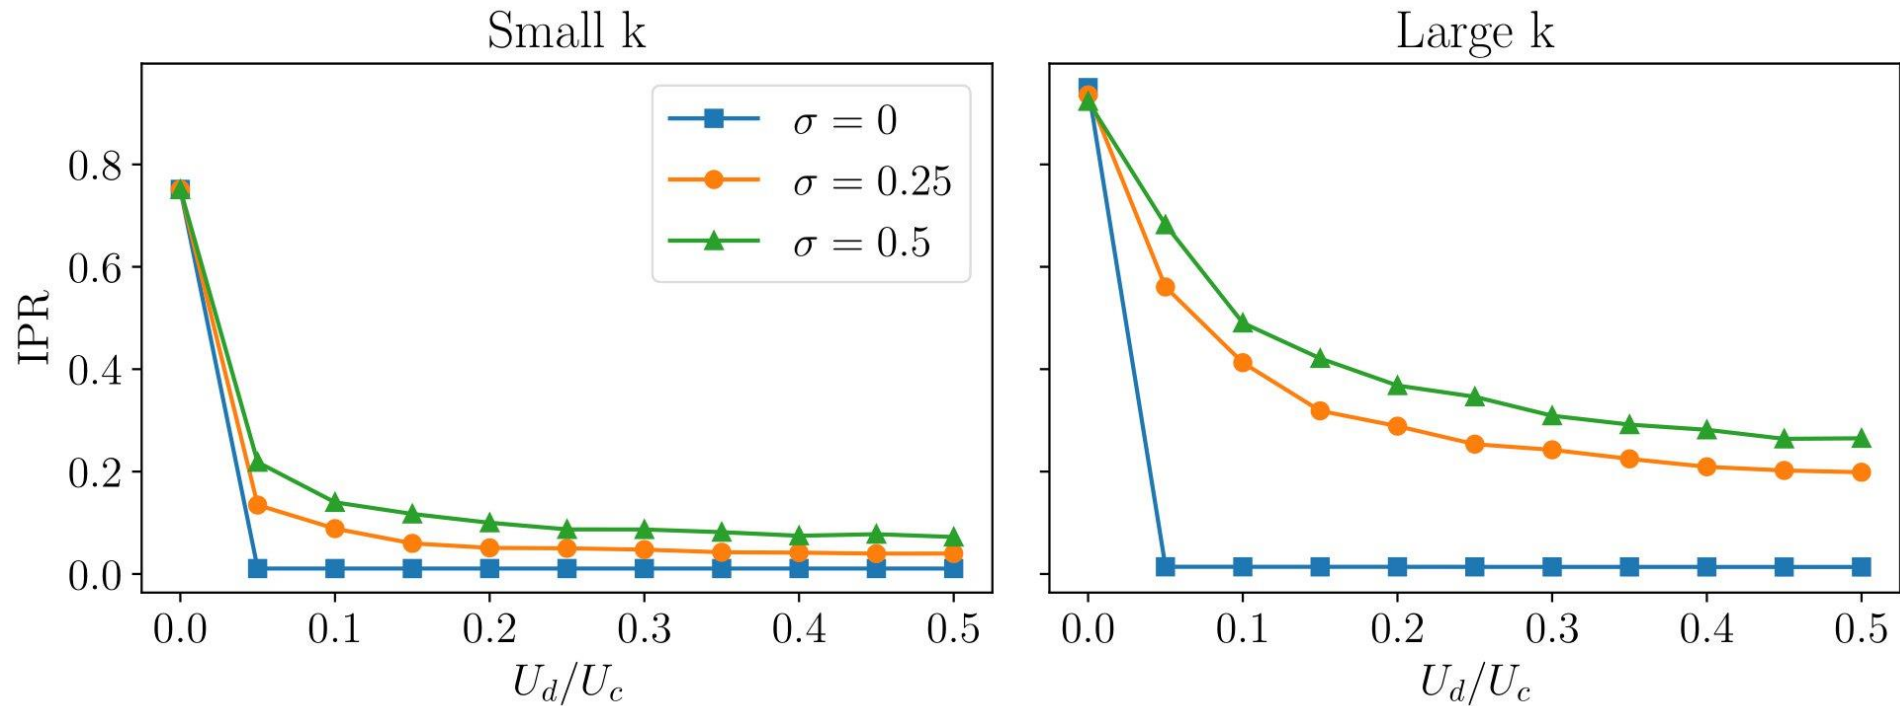 Small k
Large k
σ = 0
σ = 0.25
σ = 0.5
IPR
0.8
0.6
0.4
0.2
0.0
0.0 0.1 0.2 0.3 0.4 0.5
0.0 0.1 0.2 0.3 0.4 0.5
U_d/U_c
U_d/U_c